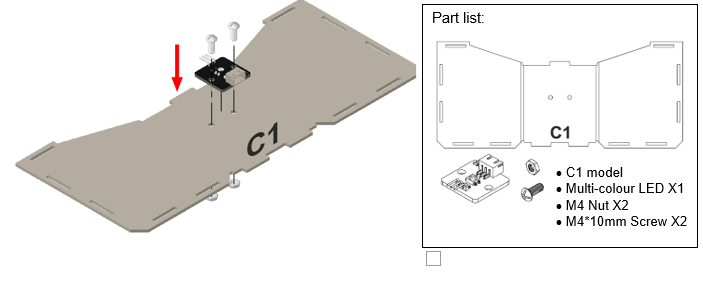 C1
Part list:
C1
• C1 model
• Multi-colour LED X1
• M4 Nut X2
• M4*10mm Screw X2